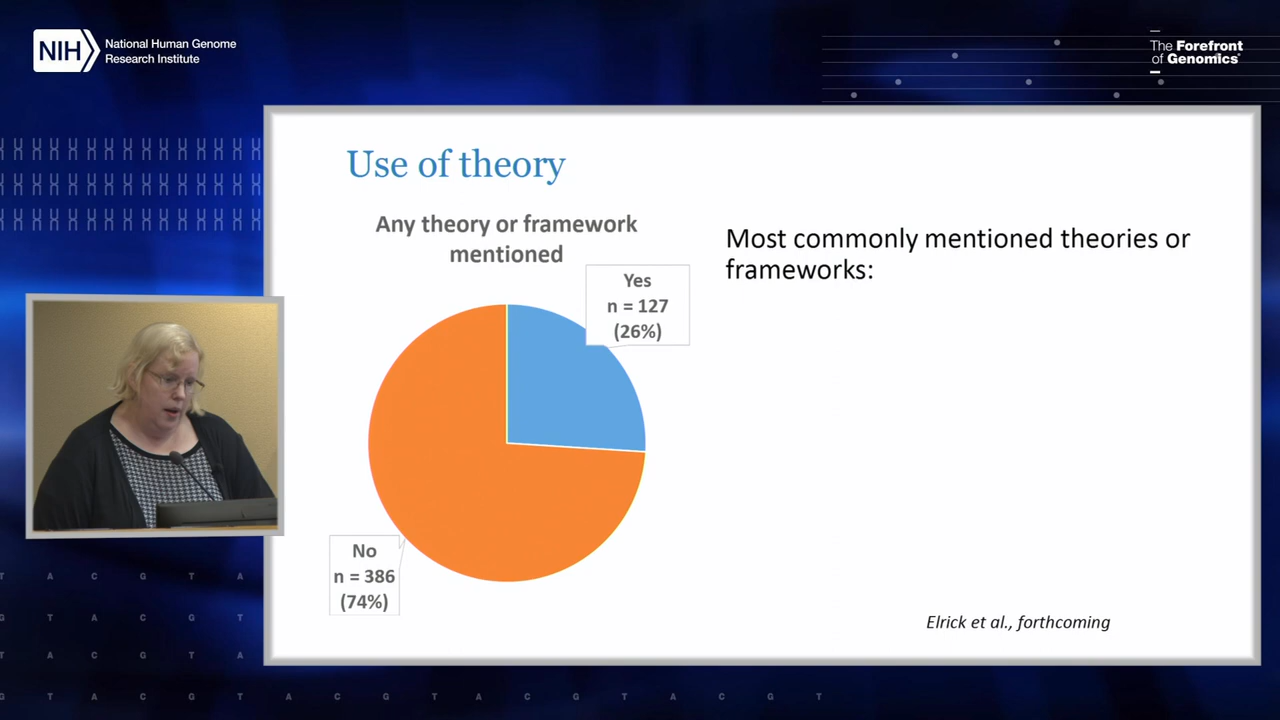 NIH
National Human Genome
Research Institute
The Forefront
of Genomics®
Use of theory
Any theory or framework
mentioned
Yes
n = 127
(26%)
No
n = 386
(74%)
Most commonly mentioned theories or
frameworks:
Elrick et al., forthcoming
T A C G T A
G T A C G T
T A C G T A
G T A C G T A C G T A C G T A C G T